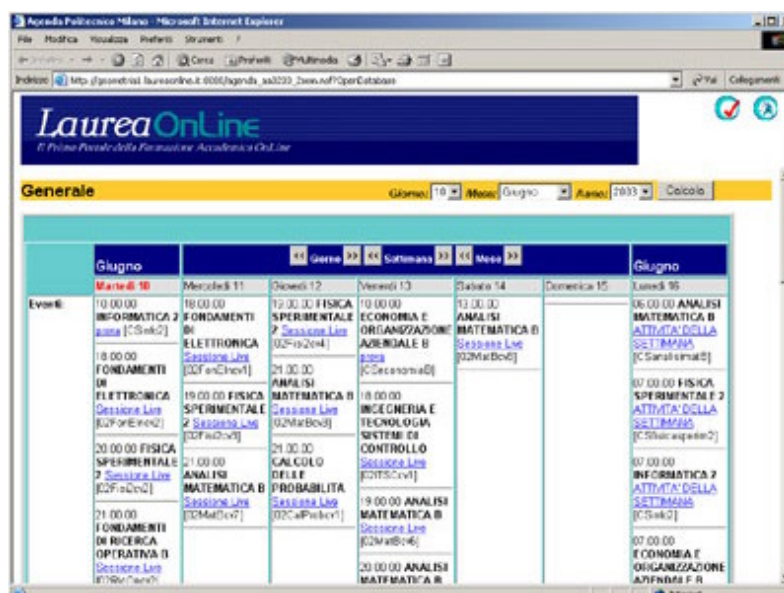 Agenda Politecnico Milano - Microsoft Internet Explorer
File Modifica Visualizza Preferiti Strumenti ?
Cerca Preferiti Multimedia
Indirizzo Vai Collegamenti
LaureaOnLine
Il Primo Portale della Formazione Accademica OnLine
Generale Giorno: 10 Mese: Giugno Anno: 2003 Calcola
Giugno << Giorno >> << Settimana >> << Mese >> Giugno
Martedì 10 Mercoledì 11 Giovedì 12 Venerdì 13 Sabato 14 Domenica 15 Lunedì 16
Eventi:
10.00.00
INFORMATICA 2
prova
18.00.00
FONDAMENTI
DI
ELETTRONICA
Sessione Live
20.00.00 FISICA
SPERIMENTALE
2 Sessione Live
21.00.00
FONDAMENTI
DI RICERCA
OPERATIVA B
Sessione Live
18.00.00
FONDAMENTI
DI
ELETTRONICA
Sessione Live
19.00.00 FISICA
SPERIMENTALE
2 Sessione Live
21.00.00
ANALISI
MATEMATICA B
Sessione Live
19.00.00 FISICA
SPERIMENTALE
2 Sessione Live
21.00.00
ANALISI
MATEMATICA B
Sessione Live
21.00.00
CALCOLO
DELLE
PROBABILITA
Sessione Live
10.00.00
ECONOMIA E
ORGANIZZAZIONE
AZIENDALE B
prova
18.00.00
INGEGNERIA E
TECNOLOGIA
SISTEMI DI
CONTROLLO
Sessione Live
19.00.00 ANALISI
MATEMATICA B
Sessione Live
20.00.00 ANALISI
MATEMATICA B
ANALISI
MATEMATICA B
Sessione Live
06.00.00 ANALISI
MATEMATICA B
ATTIVITA' DELLA
SETTIMANA
07.00.00 FISICA
SPERIMENTALE 2
ATTIVITA' DELLA
SETTIMANA
07.00.00
INFORMATICA 2
ATTIVITA' DELLA
SETTIMANA
07.00.00
ECONOMIA E
ORGANIZZAZIONE
AZIENDALE B